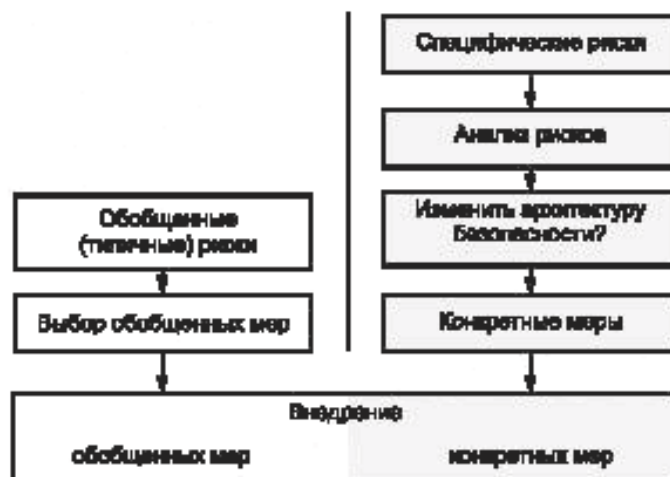 Специфические риски
Анализ рисков
Изменить архитектуру
безопасности?
Обобщенные
(типичные) риски
Выбор обобщенных мер
Конкретные меры
Внедрение
обобщенных мер
конкретных мер